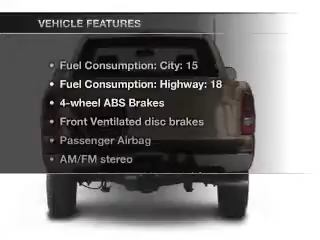 VEHICLE FEATURES
• Fuel Consumption: City: 15
• Fuel Consumption: Highway: 18
• 4-wheel ABS Brakes
• Front Ventilated disc brakes
• Passenger Airbag
• AM/FM stereo